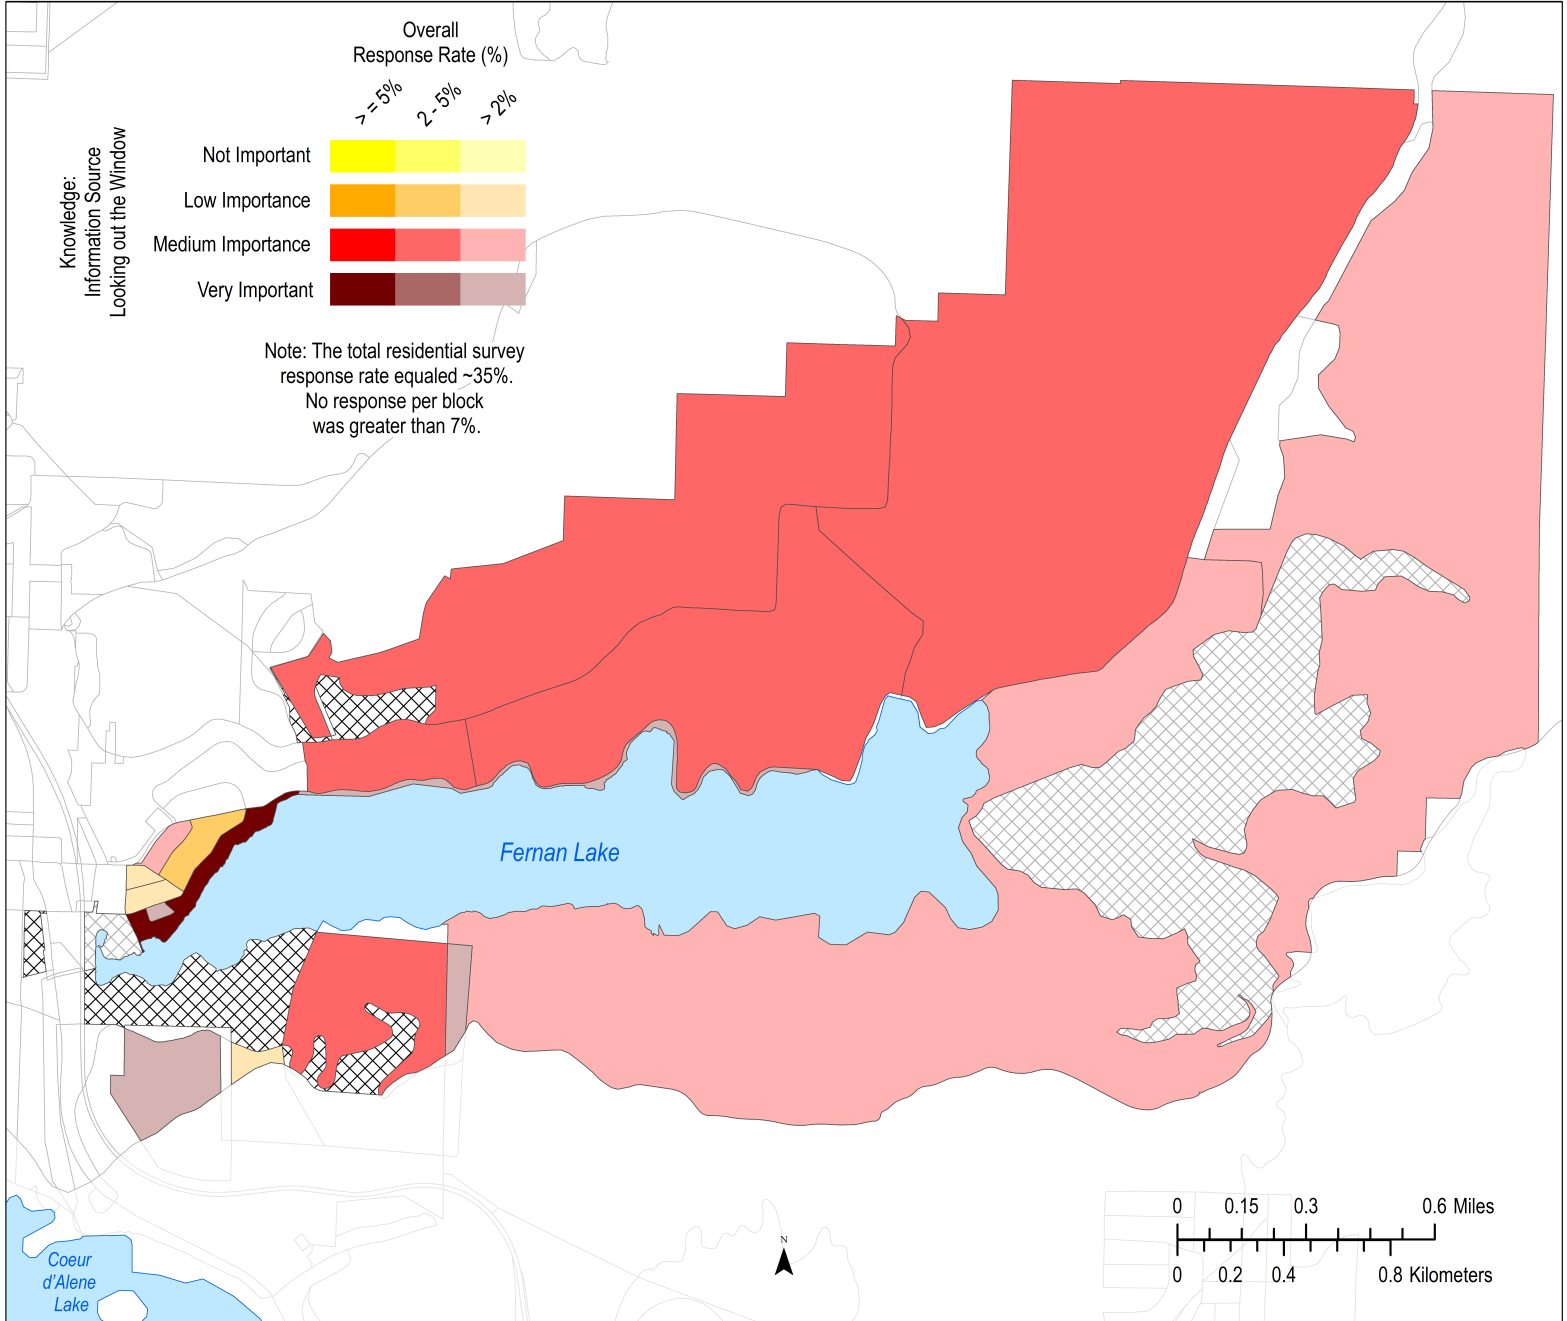 Overall
Response Rate (%)
> = 5%
2 - 5%
> 2%
Knowledge:
Information Source
Looking out the Window
Not Important
Low Importance
Medium Importance
Very Important
Note: The total residential survey
response rate equaled ~35%.
No response per block
was greater than 7%.
Fernan Lake
Coeur
d'Alene
Lake
N
0 0.15 0.3 0.6 Miles
0 0.2 0.4 0.8 Kilometers